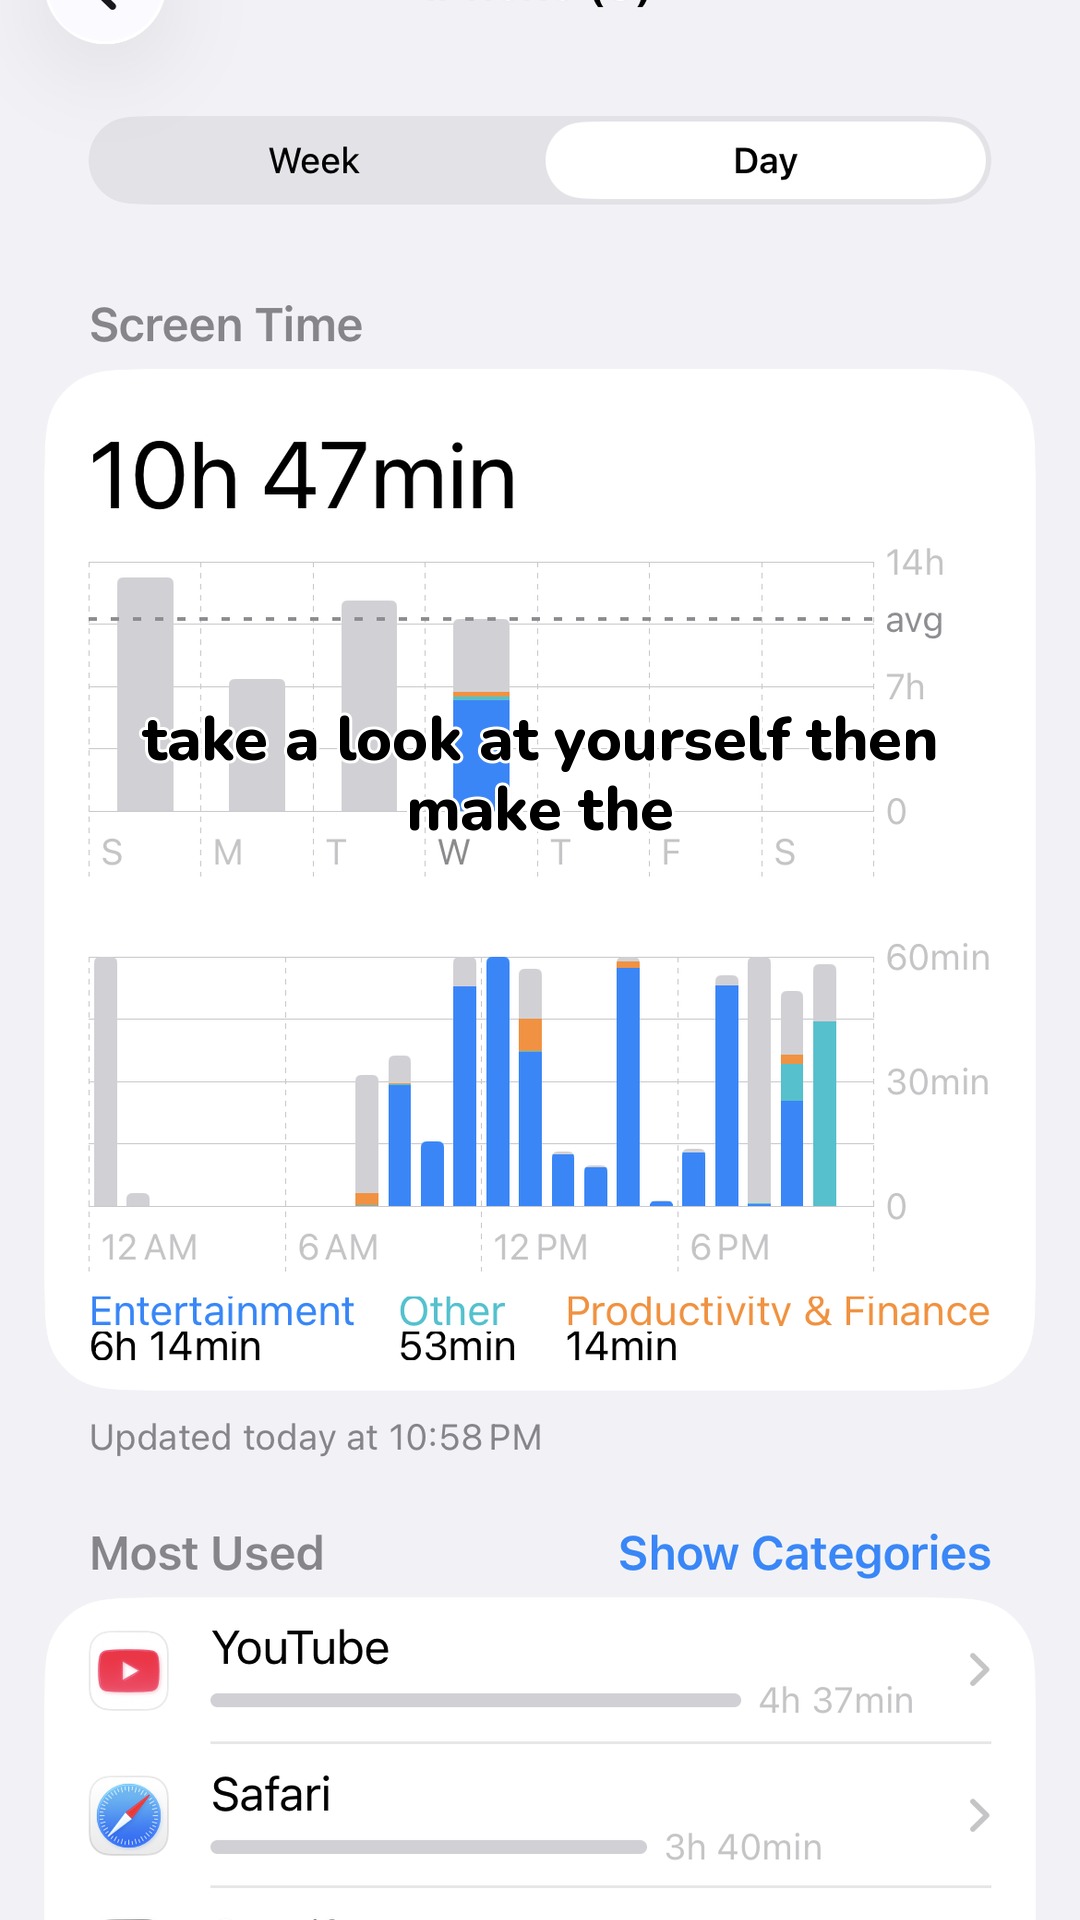 Week
Day
Screen Time
10h 47min
14h
avg
7h
take a look at yourself then
make the
0
S M T W T F S
60min
30min
0
12 AM 6 AM 12 PM 6 PM
Entertainment Other Productivity & Finance
6h 14min 53min 14min
Updated today at 10:58 PM
Most Used
Show Categories
YouTube
4h 37min
Safari
3h 40min